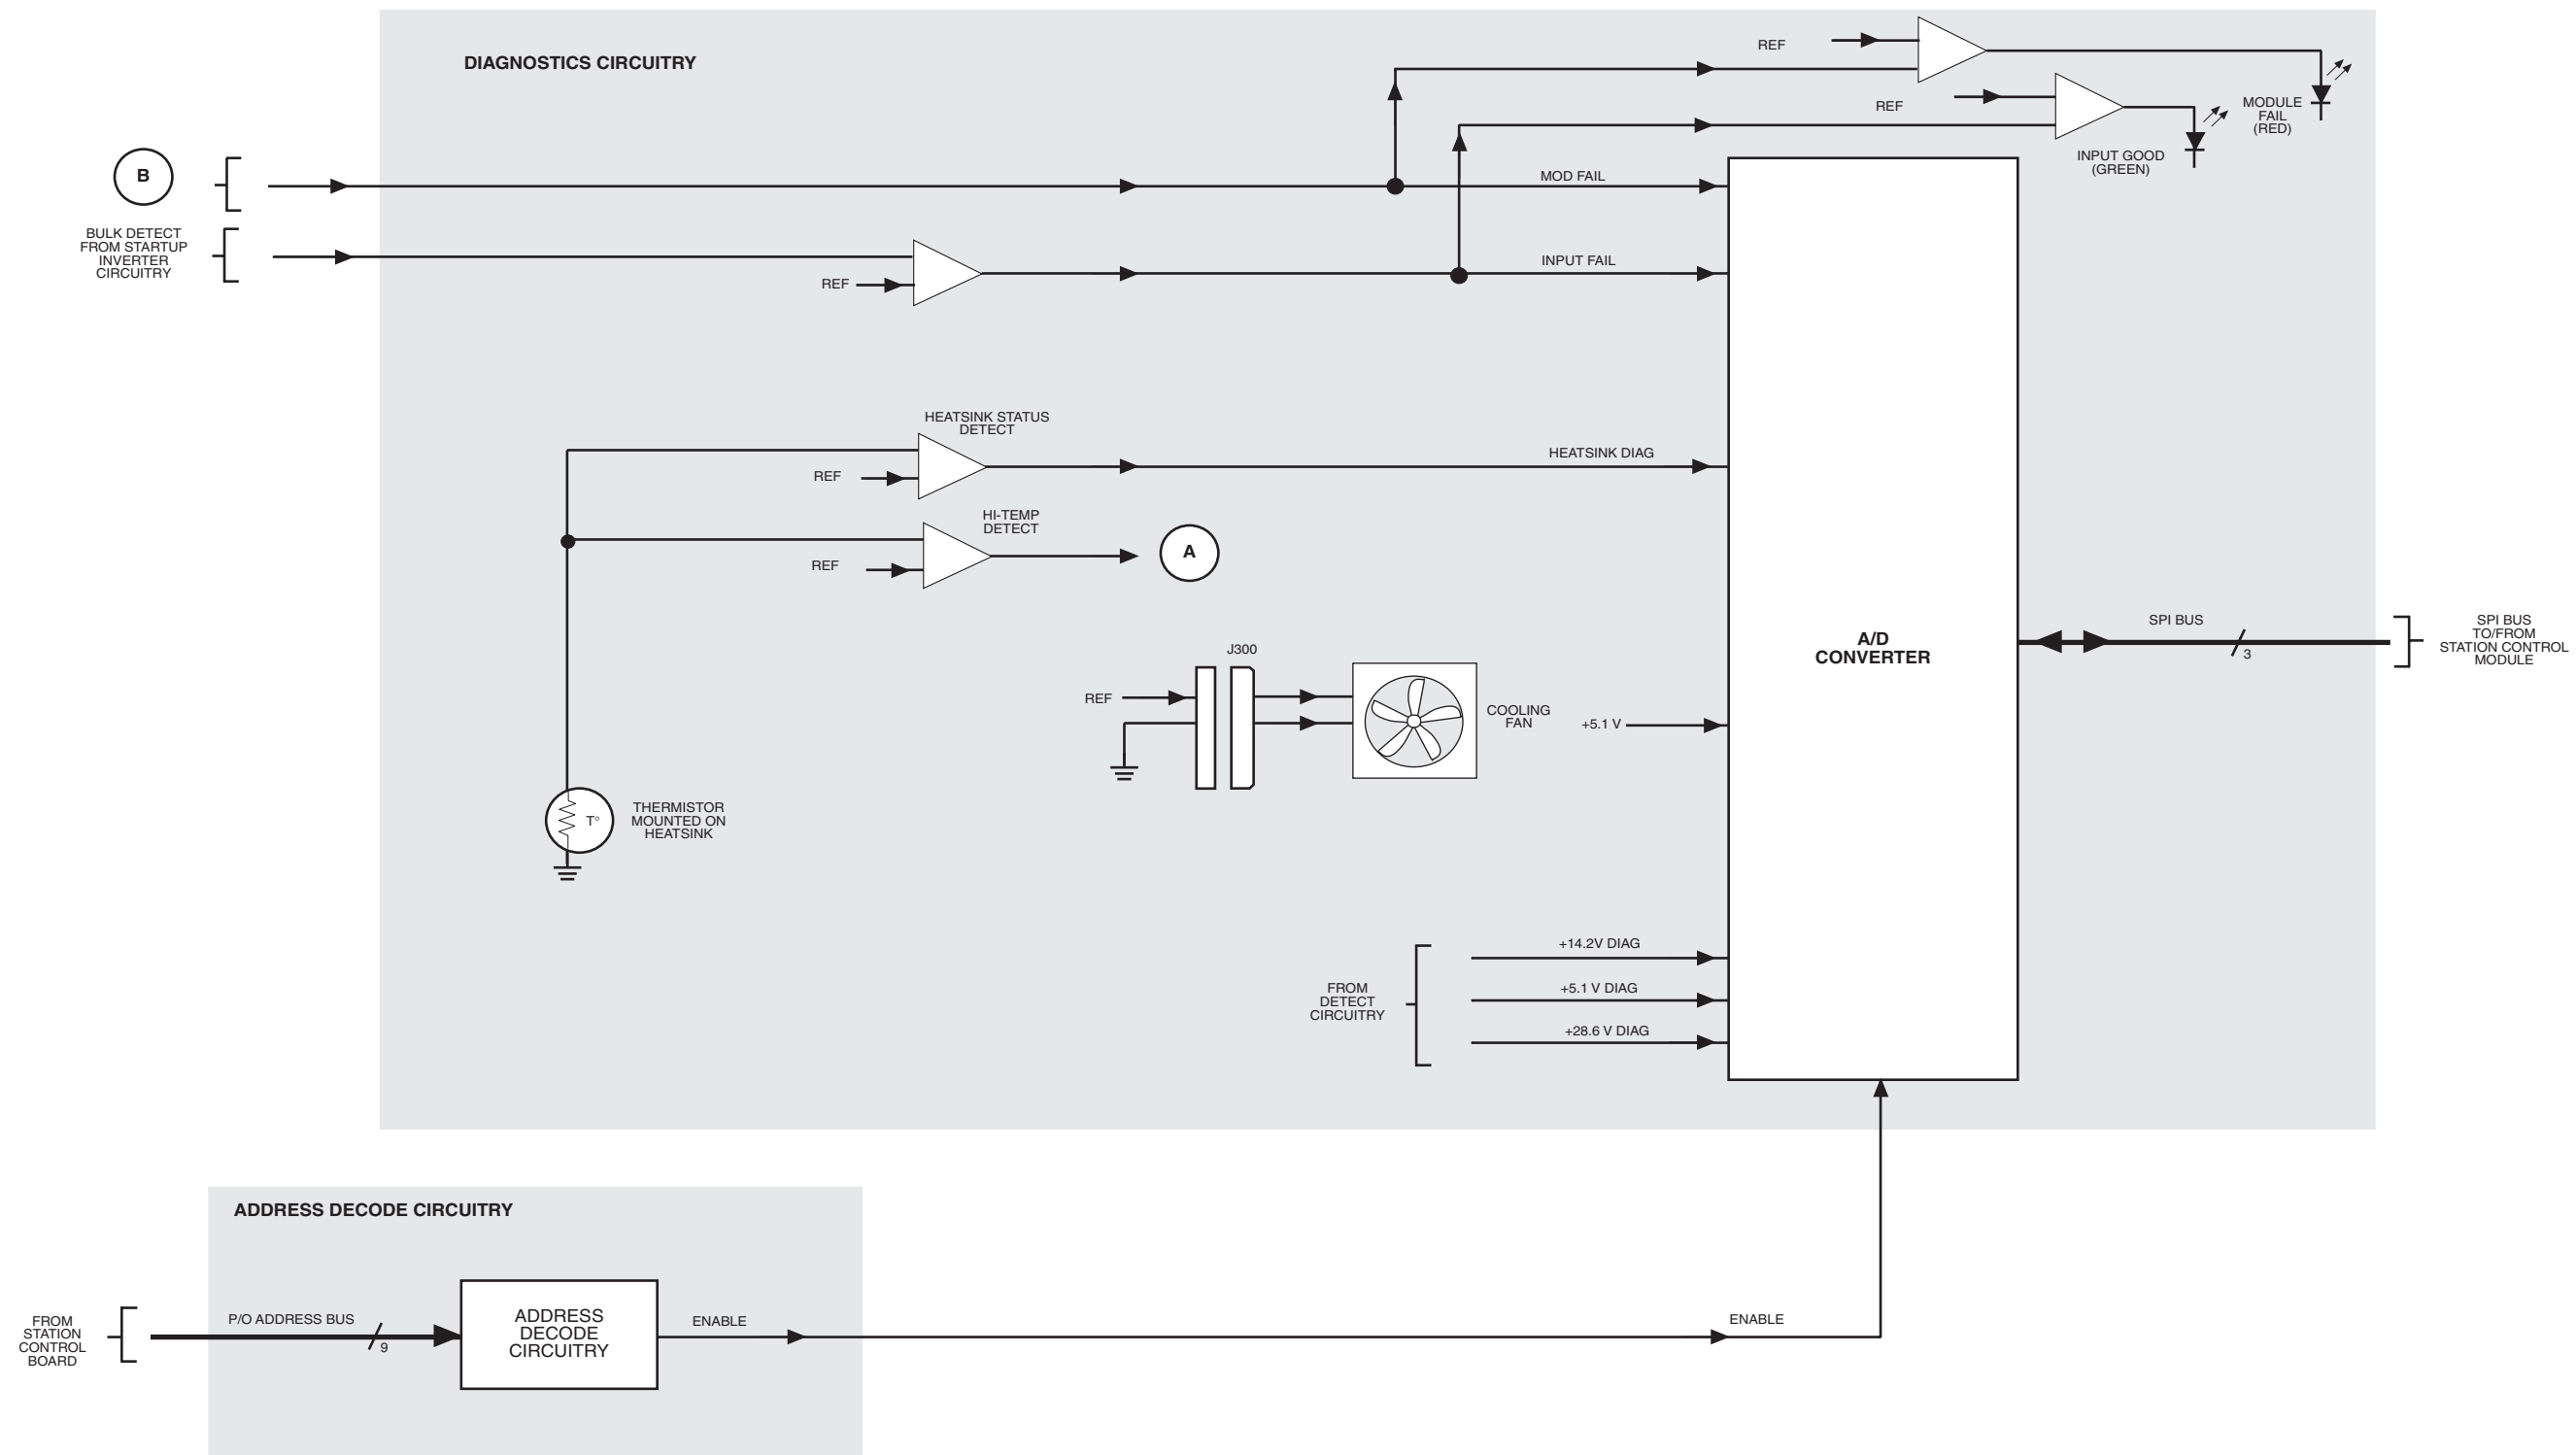 DIAGNOSTICS CIRCUITRY
REF
REF
MODULE
FAIL
(RED)
INPUT GOOD
(GREEN)
B
MOD FAIL
BULK DETECT
FROM STARTUP
INVERTER
CIRCUITRY
REF
INPUT FAIL
HEATSINK STATUS
DETECT
REF
HEATSINK DIAG
HI-TEMP
DETECT
REF
A
A/D
CONVERTER
SPI BUS
3
SPI BUS
TO/FROM
STATION CONTROL
MODULE
J300
REF
COOLING
FAN
+5.1 V
T°
THERMISTOR
MOUNTED ON
HEATSINK
FROM
DETECT
CIRCUITRY
+14.2V DIAG
+5.1 V DIAG
+28.6 V DIAG
ADDRESS DECODE CIRCUITRY
FROM
STATION
CONTROL
BOARD
P/O ADDRESS BUS
9
ADDRESS
DECODE
CIRCUITRY
ENABLE
ENABLE